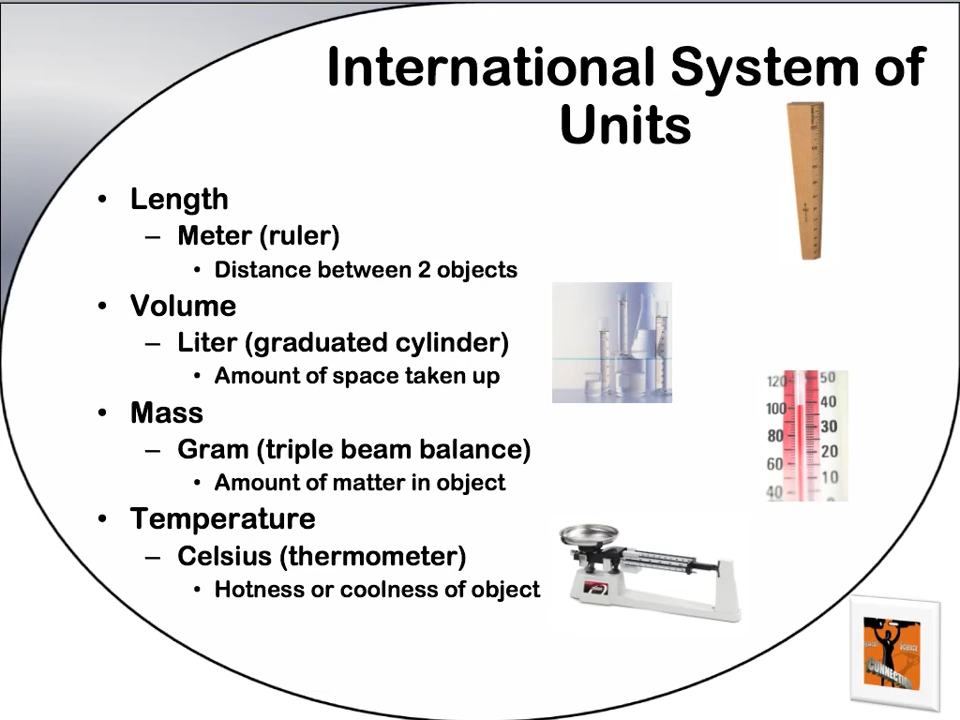 International System of
Units
• Length
– Meter (ruler)
• Distance between 2 objects
• Volume
– Liter (graduated cylinder)
• Amount of space taken up
• Mass
– Gram (triple beam balance)
• Amount of matter in object
• Temperature
– Celsius (thermometer)
• Hotness or coolness of object
120 50
100 40
80 30
60 20
40 10
SCIENCE
CONNECTION